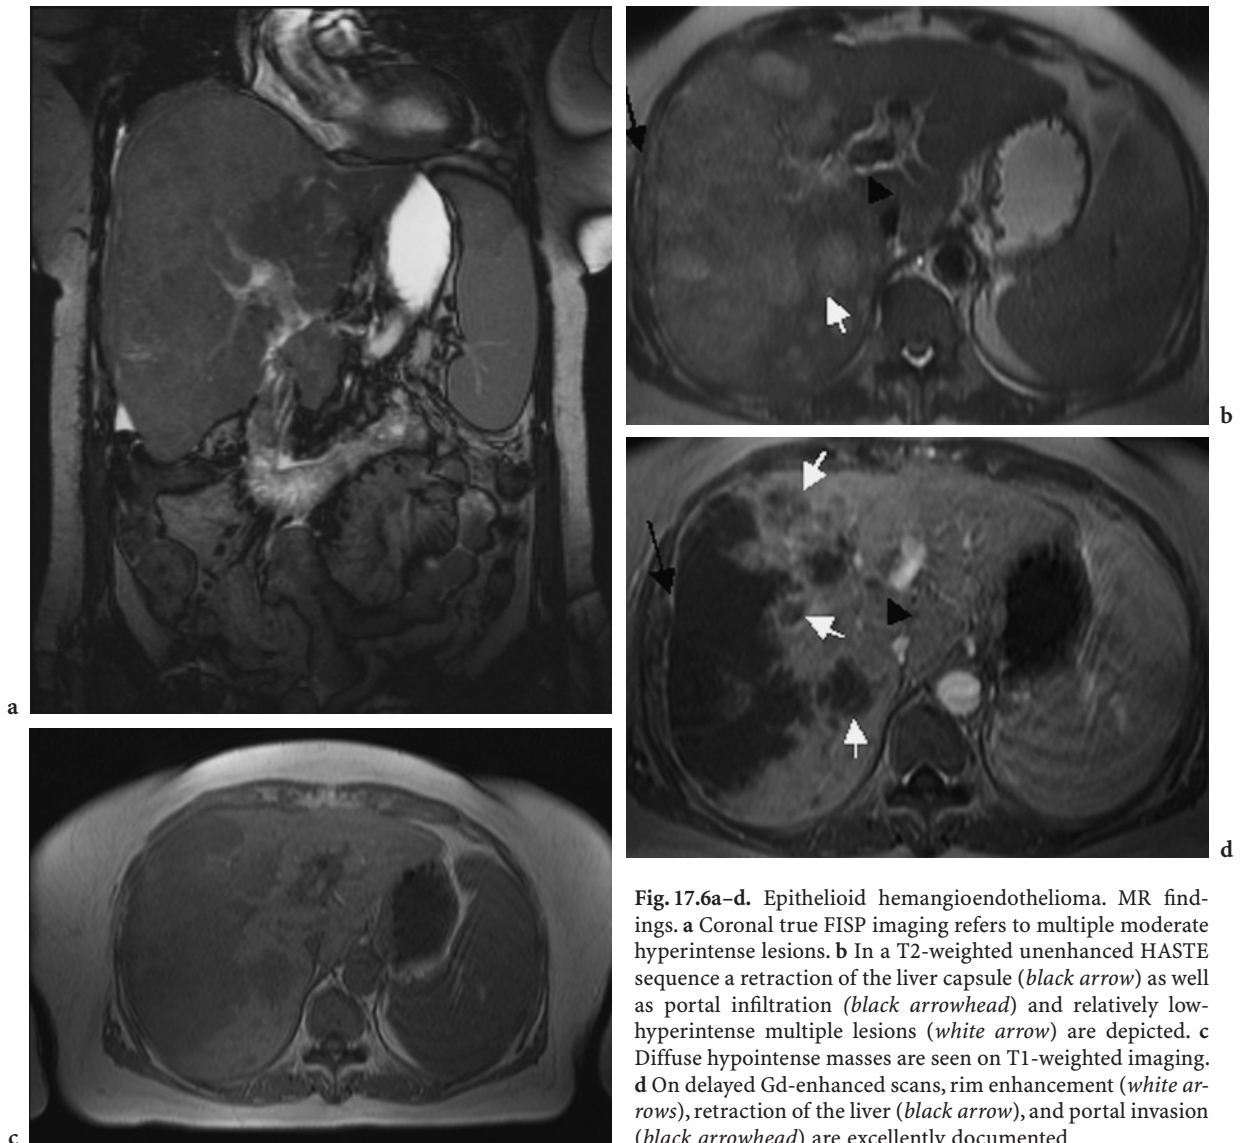 a
b
c
d
Fig. 17.6a–d. Epithelioid hemangioendothelioma. MR find-
ings. a Coronal true FISP imaging refers to multiple moderate
hyperintense lesions. b In a T2-weighted unenhanced HASTE
sequence a retraction of the liver capsule (black arrow) as well
as portal infiltration (black arrowhead) and relatively low-
hyperintense multiple lesions (white arrow) are depicted. c
Diffuse hypointense masses are seen on T1-weighted imaging.
d On delayed Gd-enhanced scans, rim enhancement (white ar-
rows), retraction of the liver (black arrow), and portal invasion
(black arrowhead) are excellently documented